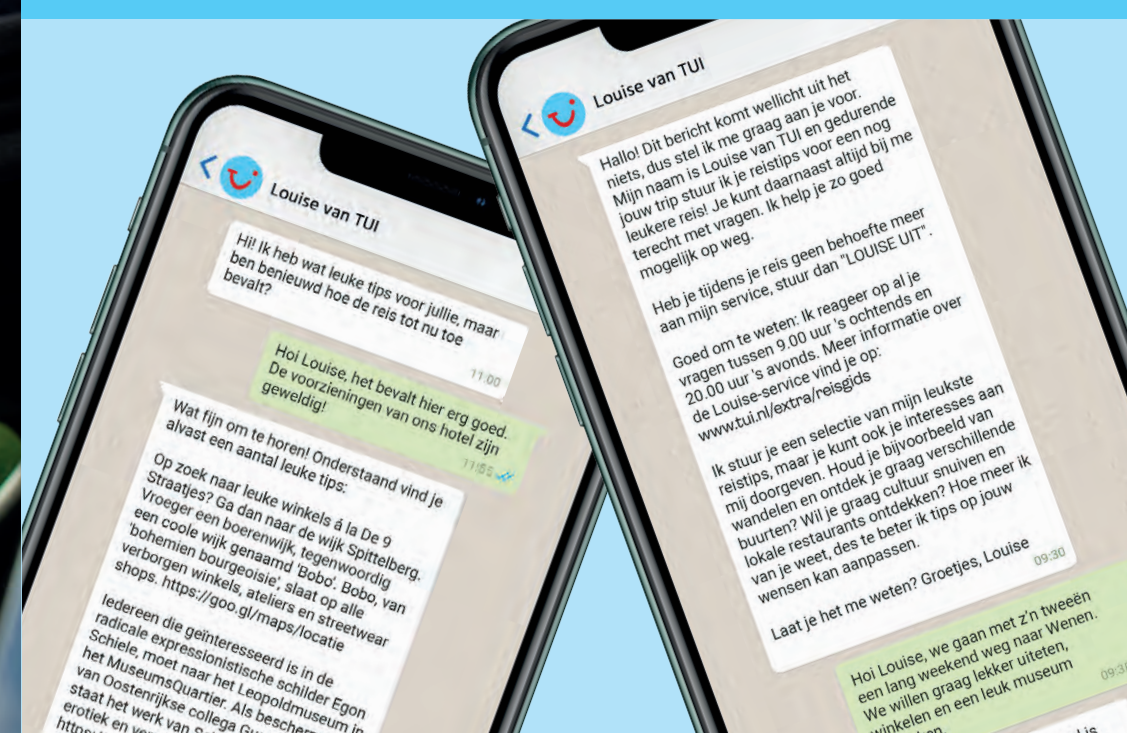 Louise van TUI
Hi! Ik heb wat leuke tips voor jullie, maar
ben benieuwd hoe de reis tot nu toe
bevalt?
11:00
Hoi Louise, het bevalt hier erg goed.
De voorzieningen van ons hotel zijn
geweldig!
11:55
Wat fijn om te horen! Onderstaand vind je
alvast een aantal leuke tips:
Op zoek naar leuke winkels á la De 9
Straatjes? Ga dan naar de wijk Spittelberg.
Vroeger een boerenwijk, tegenwoordig
een coole wijk genaamd 'Bobo'. Bobo, van
'bohemien bourgeoisie', slaat op alle
verborgen winkels, ateliers en streetwear
shops. https://goo.gl/maps/locatie
Iedereen die geïnteresseerd is in de
radicale expressionistische schilder Egon
Schiele, moet naar het Leopoldmuseum in
het MuseumsQuartier. Als bescherm
van Oostenrijkse collega
staat het werk van
erotiek en
Louise van TUI
Hallo! Dit bericht komt wellicht uit het
niets, dus stel ik me graag aan je voor.
Mijn naam is Louise van TUI en gedurende
jouw trip stuur ik je reistips voor een nog
leukere reis! Je kunt daarnaast altijd bij me
terecht met vragen. Ik help je zo goed
mogelijk op weg.
Heb je tijdens je reis geen behoefte meer
aan mijn service, stuur dan "LOUISE UIT" .
Goed om te weten: Ik reageer op al je
vragen tussen 9.00 uur 's ochtends en
20.00 uur 's avonds. Meer informatie over
de Louise-service vind je op:
www.tui.nl/extra/reisgids
Ik stuur je een selectie van mijn leukste
reistips, maar je kunt ook je interesses aan
mij doorgeven. Houd je bijvoorbeeld van
wandelen en ontdek je graag verschillende
buurten? Wil je graag cultuur snuiven en
lokale restaurants ontdekken? Hoe meer ik
van je weet, des te beter ik tips op jouw
wensen kan aanpassen.
Laat je het me weten? Groetjes, Louise
09:30
Hoi Louise, we gaan met z'n tweeën
een lang weekend weg naar Wenen.
We willen graag lekker uiteten,
winkelen en een leuk museum